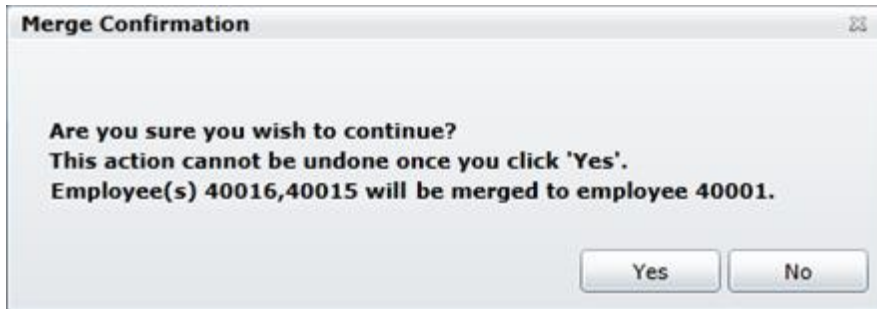 Merge Confirmation
Are you sure you wish to continue?
This action cannot be undone once you click 'Yes'.
Employee(s) 40016,40015 will be merged to employee 40001.
Yes No